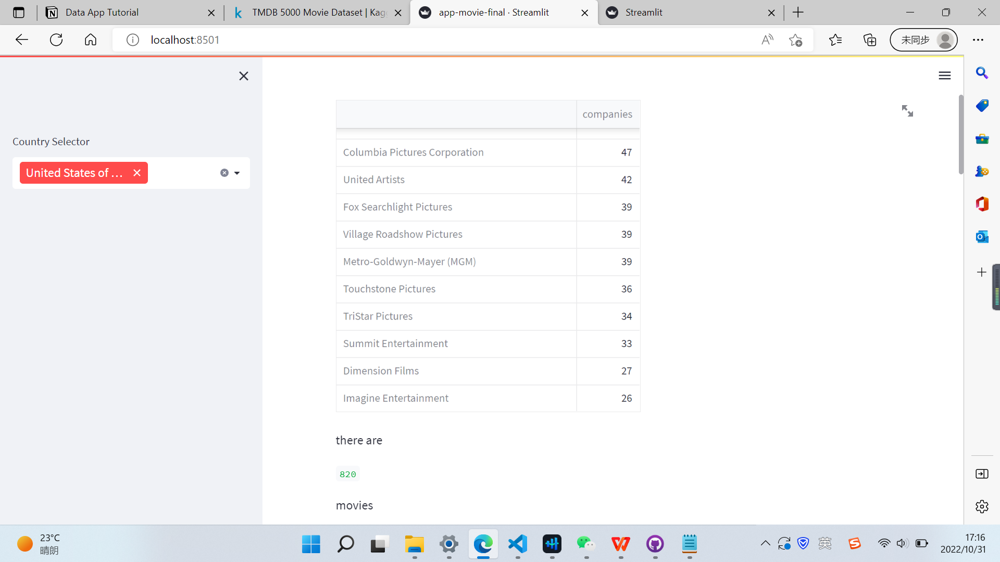 Data App Tutorial
TMDB 5000 Movie Dataset | Kag
app-movie-final · Streamlit
Streamlit
localhost:8501
未同步
Country Selector
United States of ...
companies
Columbia Pictures Corporation 47
United Artists 42
Fox Searchlight Pictures 39
Village Roadshow Pictures 39
Metro-Goldwyn-Mayer (MGM) 39
Touchstone Pictures 36
TriStar Pictures 34
Summit Entertainment 33
Dimension Films 27
Imagine Entertainment 26
there are
820
movies
23°C
晴朗
英
17:16
2022/10/31